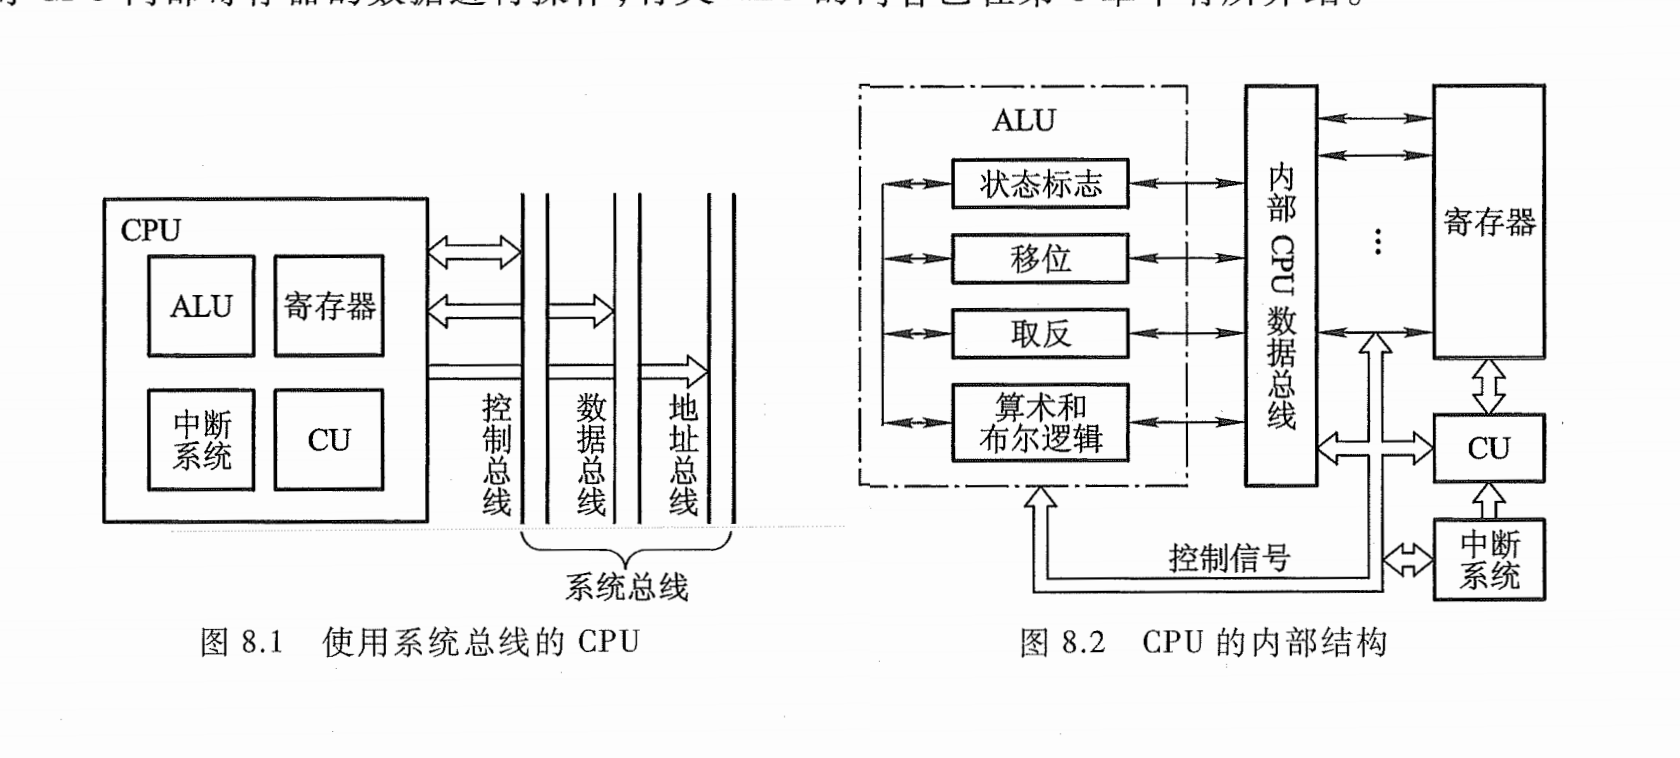 CPU
ALU
寄存器
中断
系统
CU
控制总线
数据总线
地址总线
系统总线
图 8.1 使用系统总线的 CPU
ALU
状态标志
移位
取反
算术和
布尔逻辑
内部 CPU 数据总线
…
寄存器
CU
中断
系统
控制信号
图 8.2 CPU 的内部结构